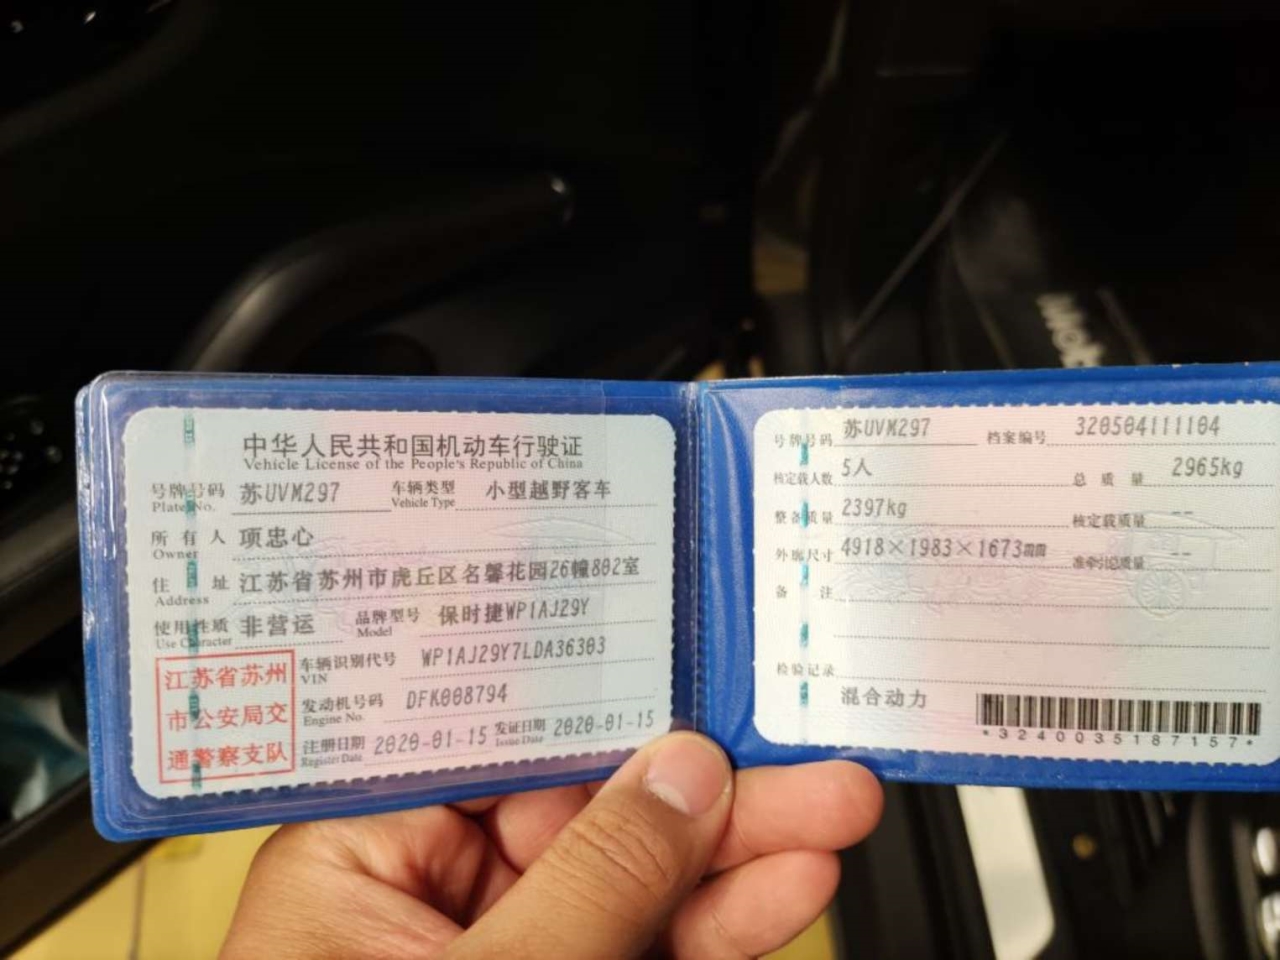 中华人民共和国机动车行驶证
Vehicle License of the People's Republic of China
号牌号码 苏UVM297 车辆类型 小型越野客车
Plate No. Vehicle Type
所有人 项忠心
Owner
住址 江苏省苏州市虎丘区名馨花园26幢802室
Address
使用性质 非营运 品牌型号 保时捷WP1AJ29Y
Use Character Model
江苏省苏州
市公安局交
通警察支队
车辆识别代号 WP1AJ29Y7LDA36303
VIN
发动机号码 DFK008794
Engine No.
注册日期 2020-01-15 发证日期 2020-01-15
Register Date Issue Date
号牌号码 苏UVM297 档案编号 320504111104
核定载人数 5人 总质量 2965kg
整备质量 2397kg 核定载质量 --
外廓尺寸 4918×1983×1673mm 准牵引总质量 --
备注
检验记录
混合动力
*3240035187157*